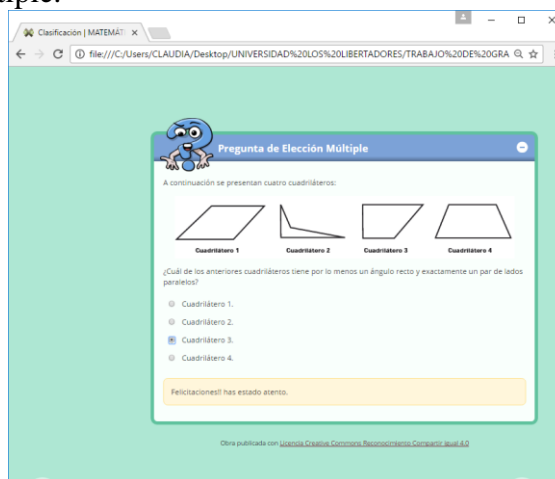 tiple.
Clasificación | MATEMÁTI
file:///C:/Users/CLAUDIA/Desktop/UNIVERSIDAD%20LOS%20LIBERTADORES/TRABAJO%20DE%20GRA
Pregunta de Elección Múltiple
A continuación se presentan cuatro cuadriláteros:
Cuadrilátero 1 Cuadrilátero 2 Cuadrilátero 3 Cuadrilátero 4
¿Cuál de los anteriores cuadriláteros tiene por lo menos un ángulo recto y exactamente un par de lados
paralelos?
Cuadrilátero 1.
Cuadrilátero 2.
Cuadrilátero 3.
Cuadrilátero 4.
Felicitaciones!! has estado atento.
Obra publicada con Licencia Creative Commons Reconocimiento Compartir igual 4.0